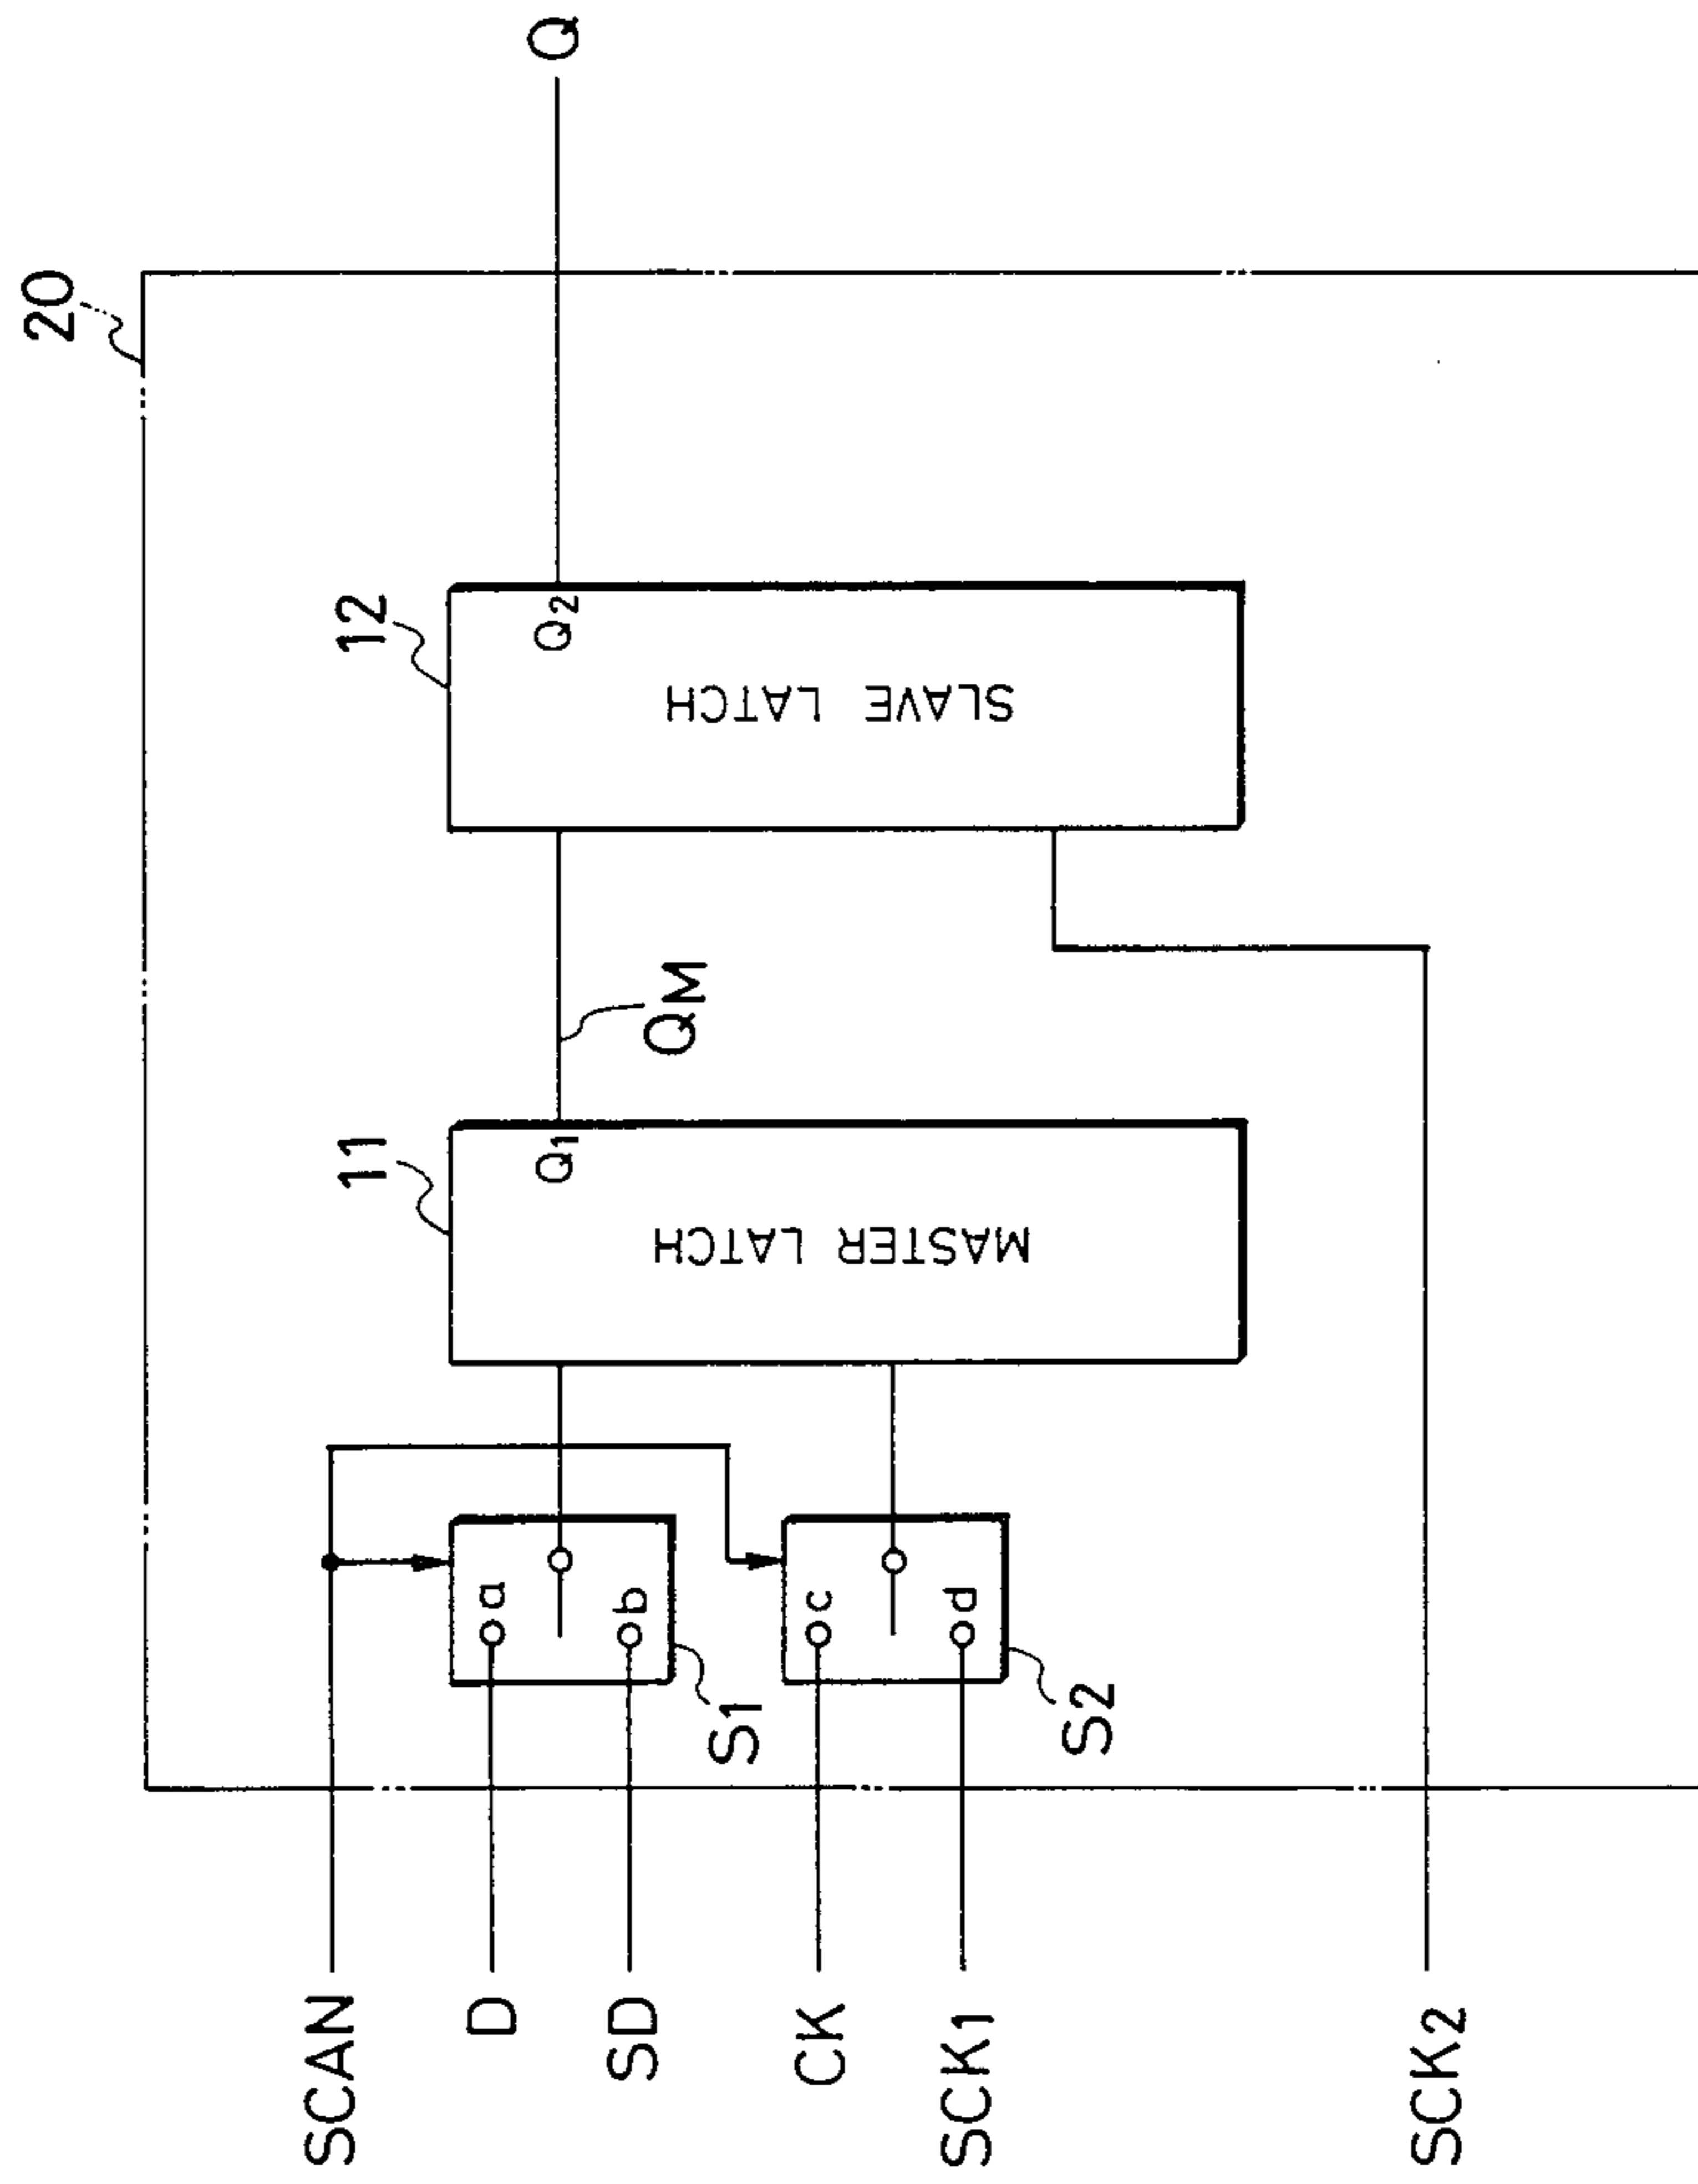 20
SCAN
D
SD
CK
SCK1
SCK2
a
b
S1
c
d
S2
11
MASTER LATCH
Q1
QM
12
SLAVE LATCH
Q2
Q